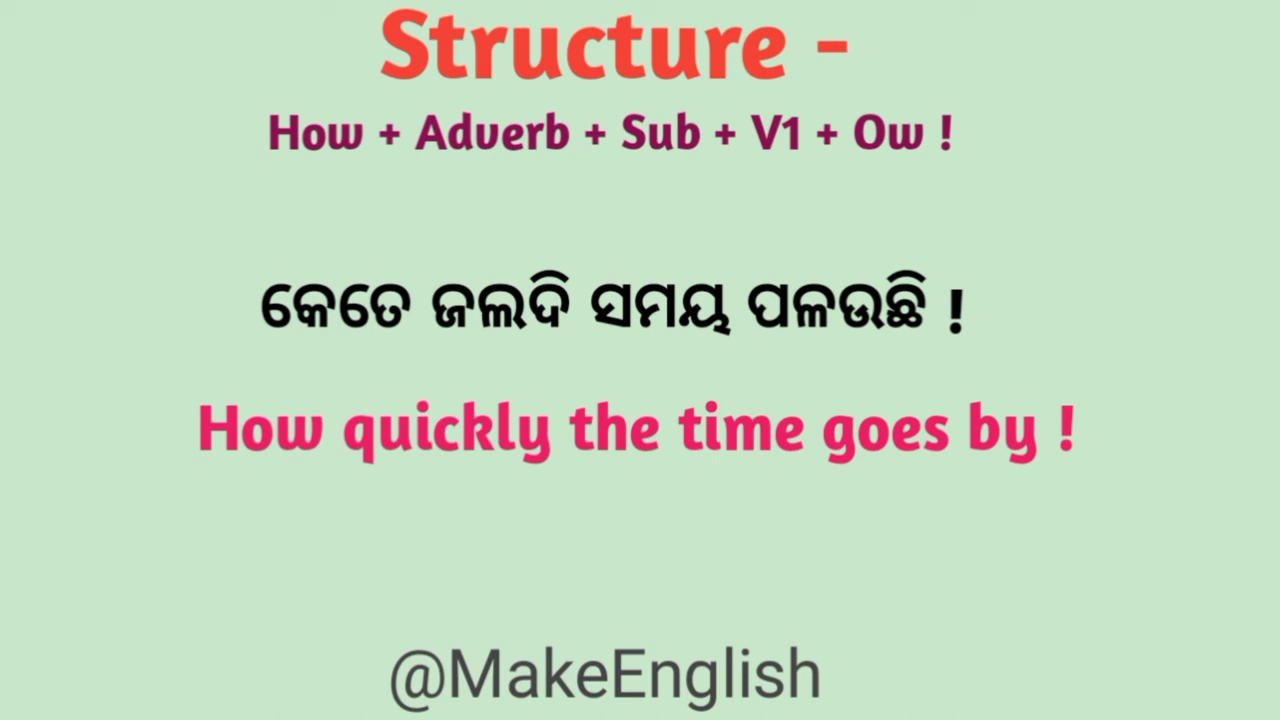 Structure -
How + Adverb + Sub + V1 + Ow !
କେତେ ଜଲଦି ସମୟ ପଳଉଛି !
How quickly the time goes by !
@MakeEnglish